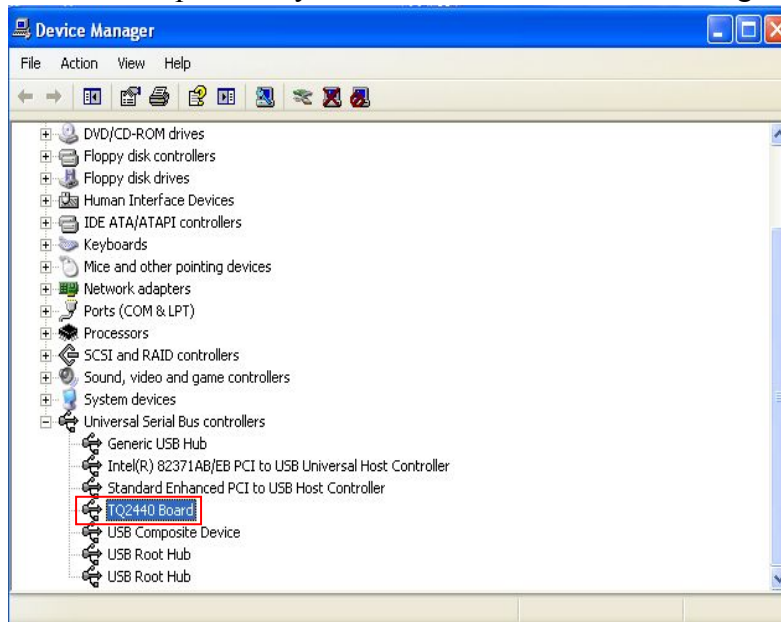 Device Manager
File Action View Help
DVD/CD-ROM drives
Floppy disk controllers
Floppy disk drives
Human Interface Devices
IDE ATA/ATAPI controllers
Keyboards
Mice and other pointing devices
Network adapters
Ports (COM & LPT)
Processors
SCSI and RAID controllers
Sound, video and game controllers
System devices
Universal Serial Bus controllers
Generic USB Hub
Intel(R) 82371AB/EB PCI to USB Universal Host Controller
Standard Enhanced PCI to USB Host Controller
TQ2440 Board
USB Composite Device
USB Root Hub
USB Root Hub